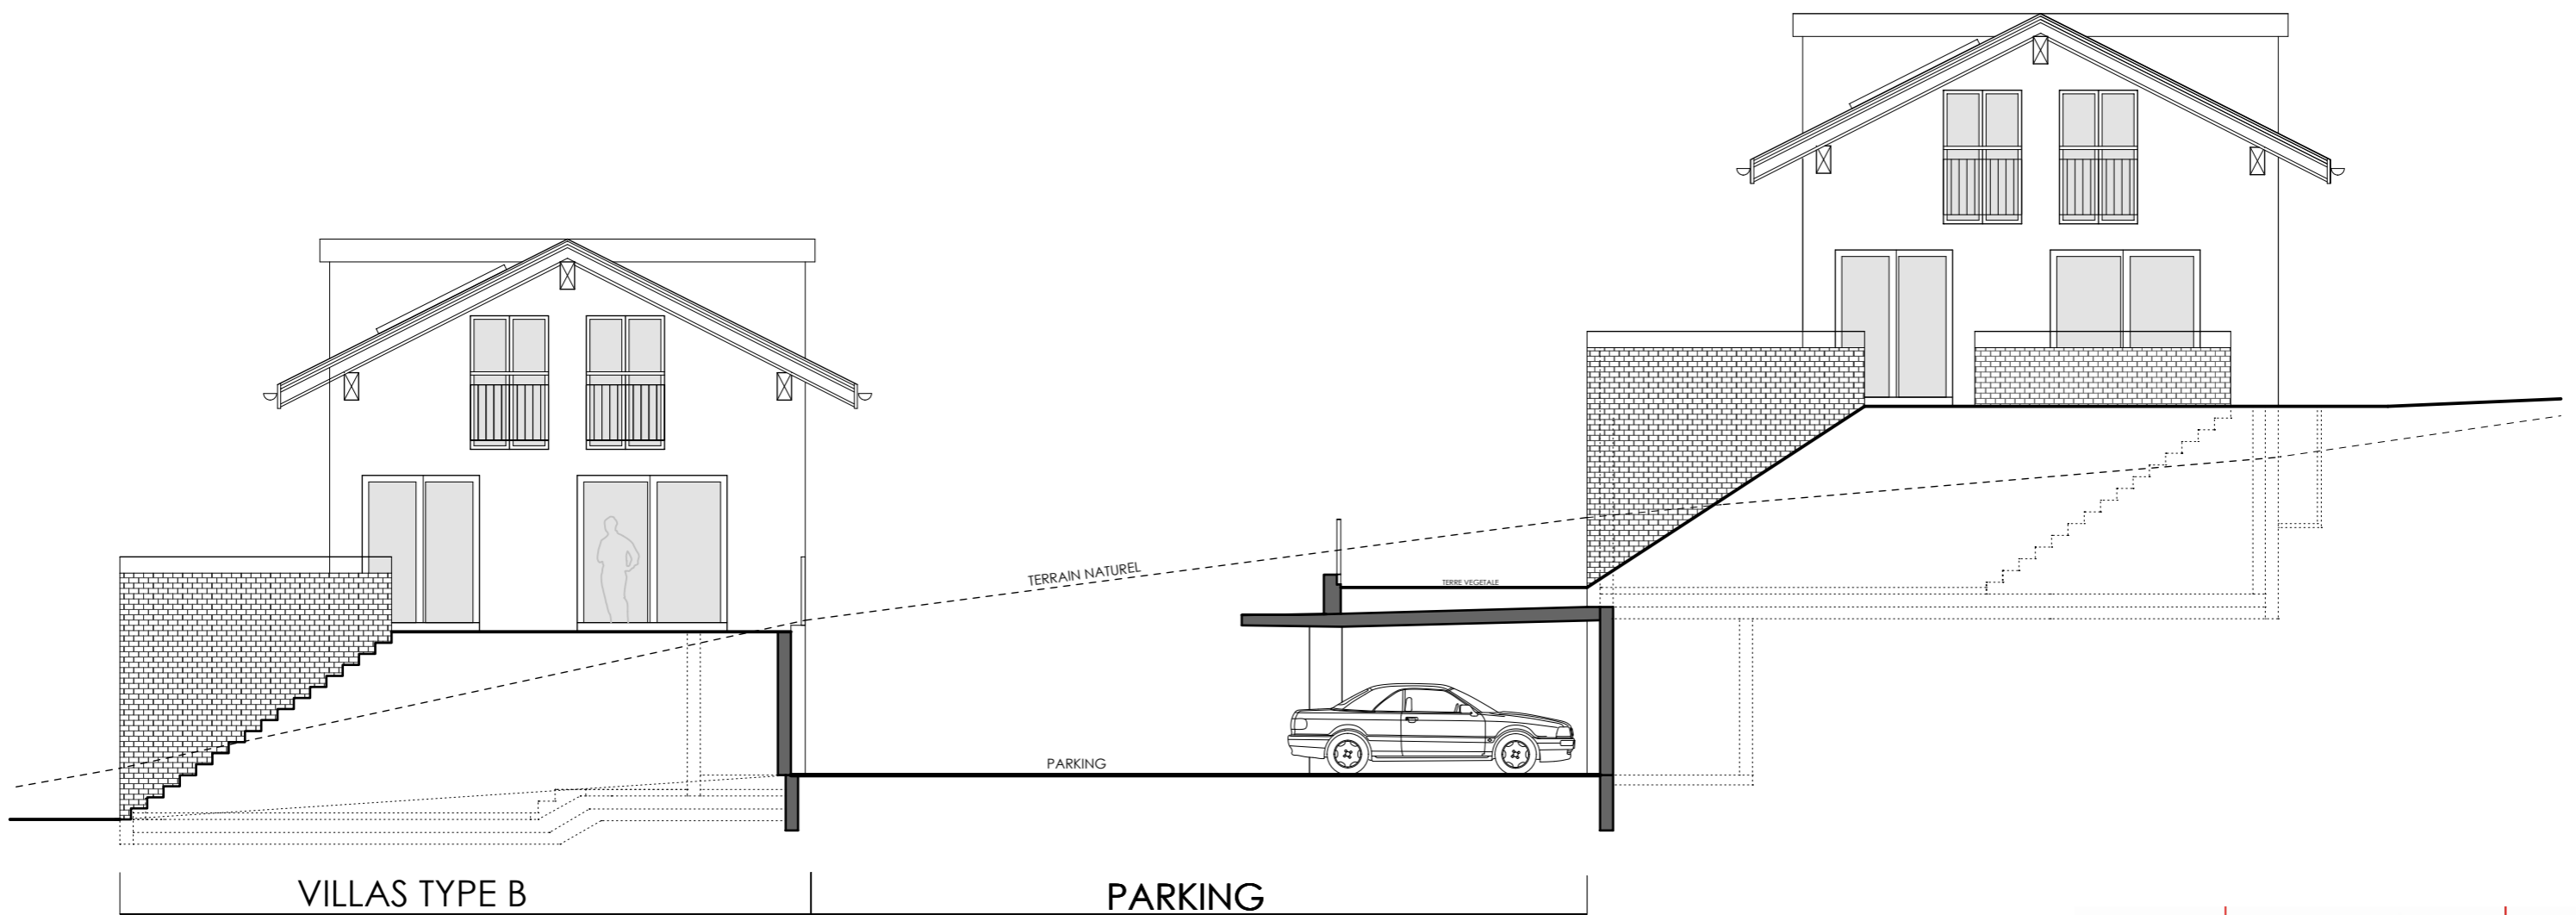 TERRAIN NATUREL
TERRE VEGETALE
PARKING
VILLAS TYPE B
PARKING